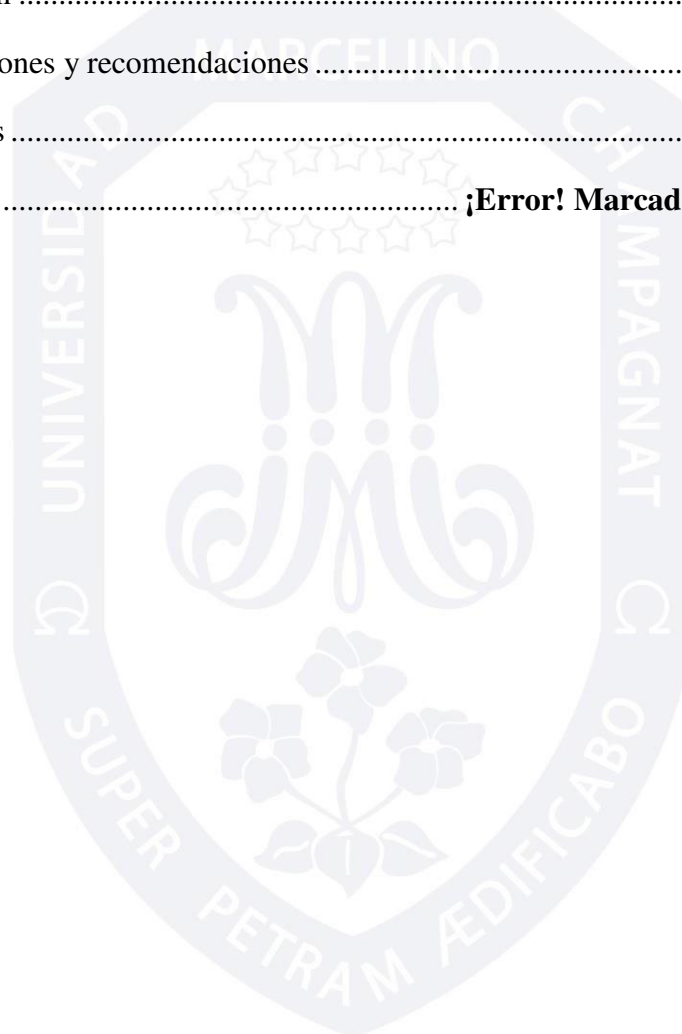 ones y recomendaciones ..........................................................
s ..........................................................................................
.......................................................... ¡Error! Marcad
UNIVERSIDAD MARCELINO CHAMPAGNAT
SUPER PETRAM ÆDIFICABO